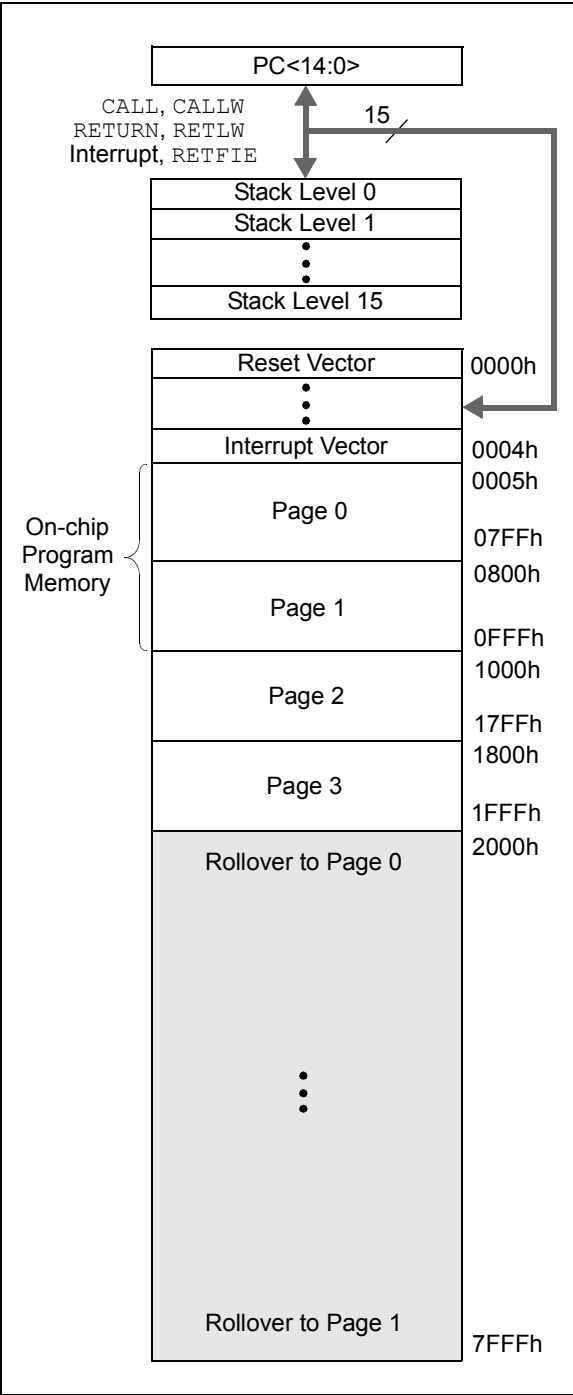 PC<14:0>
CALL, CALLW
RETURN, RETLW
Interrupt, RETFIE
15
Stack Level 0
Stack Level 1
Stack Level 15
Reset Vector
0000h
Interrupt Vector
0004h
0005h
On-chip
Program
Memory
Page 0
07FFh
0800h
Page 1
0FFFh
1000h
Page 2
17FFh
1800h
Page 3
1FFFh
2000h
Rollover to Page 0
Rollover to Page 1
7FFFh